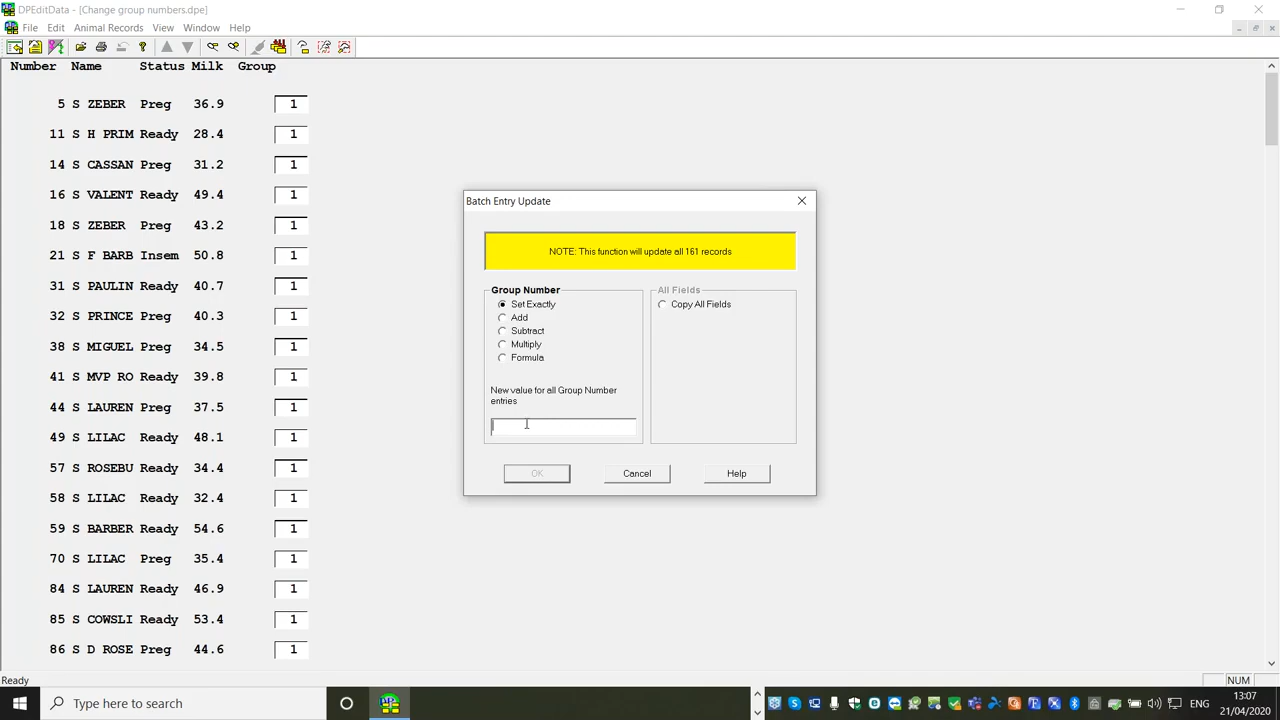 DPEditData - [Change group numbers.dpe]
File Edit Animal Records View Window Help
Number Name Status Milk Group
5 S ZEBER Preg 36.9 1
11 S H PRIM Ready 28.4 1
14 S CASSAN Preg 31.2 1
16 S VALENT Ready 49.4 1
18 S ZEBER Preg 43.2 1
21 S F BARB Insem 50.8 1
31 S PAULIN Ready 40.7 1
32 S PRINCE Preg 40.3 1
38 S MIGUEL Preg 34.5 1
41 S MVP RO Ready 39.8 1
44 S LAUREN Preg 37.5 1
49 S LILAC Ready 48.1 1
57 S ROSEBU Ready 34.4 1
58 S LILAC Ready 32.4 1
59 S BARBER Ready 54.6 1
70 S LILAC Preg 35.4 1
84 S LAUREN Ready 46.9 1
85 S COWSLI Ready 53.4 1
86 S D ROSE Preg 44.6 1
Batch Entry Update
NOTE: This function will update all 161 records
Group Number
Set Exactly
Add
Subtract
Multiply
Formula
New value for all Group Number
entries
All Fields
Copy All Fields
OK Cancel Help
Ready NUM
Type here to search
ENG
13:07
21/04/2020